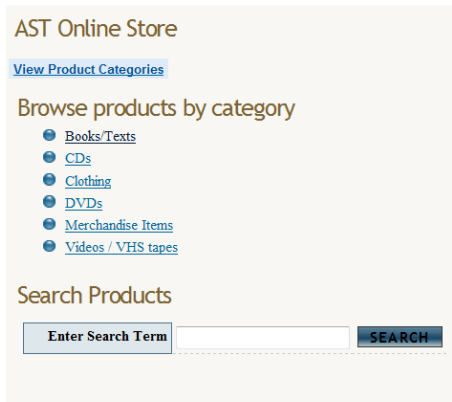 AST Online Store
View Product Categories
Browse products by category
Books/Texts
CDs
Clothing
DVDs
Merchandise Items
Videos / VHS tapes
Search Products
Enter Search Term
SEARCH